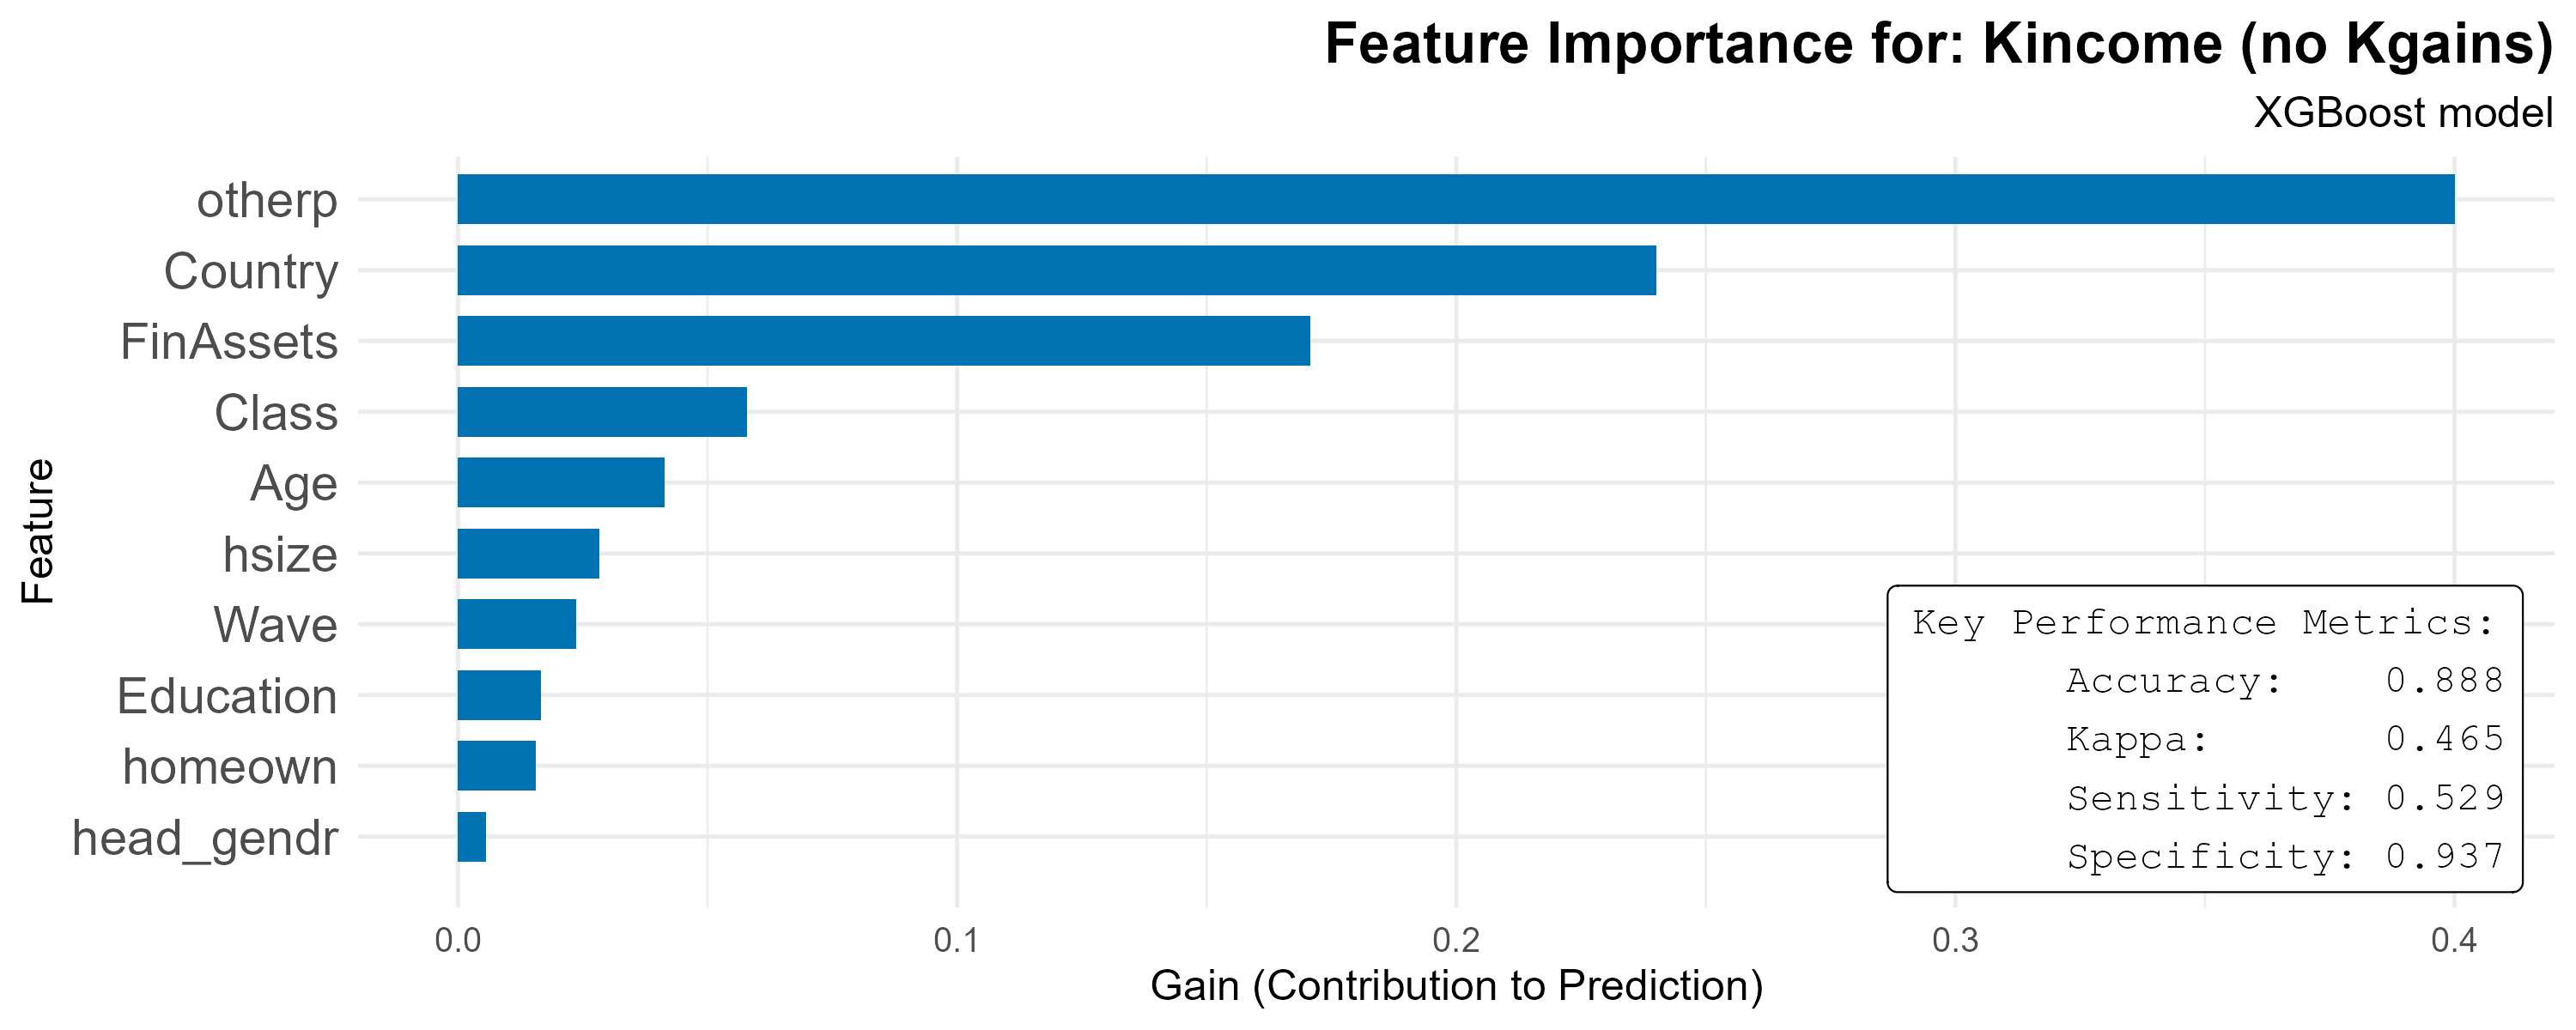 Feature Importance for: Kincome (no Kgains)
XGBoost model
Feature
otherp
Country
FinAssets
Class
Age
hsize
Wave
Education
homeown
head_gendr
Key Performance Metrics:
Accuracy: 0.888
Kappa: 0.465
Sensitivity: 0.529
Specificity: 0.937
0.0 0.1 0.2 0.3 0.4
Gain (Contribution to Prediction)